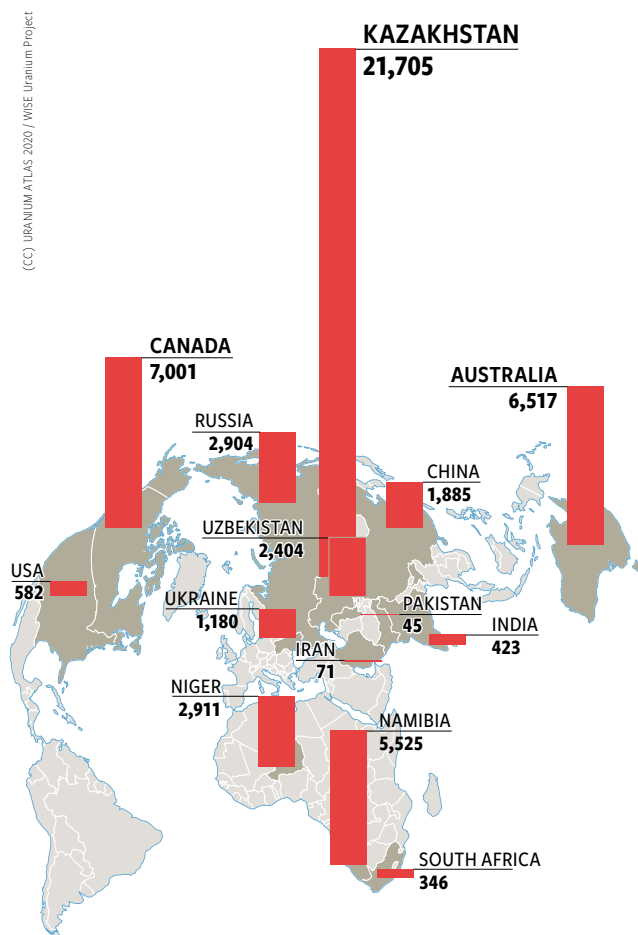 (CC) URANIUM ATLAS 2020 / WISE Uranium Project
KAZAKHSTAN
21,705
CANADA
7,001
AUSTRALIA
6,517
RUSSIA
2,904
CHINA
1,885
UZBEKISTAN
2,404
USA
582
UKRAINE
1,180
PAKISTAN
45
INDIA
423
IRAN
71
NIGER
2,911
NAMIBIA
5,525
SOUTH AFRICA
346